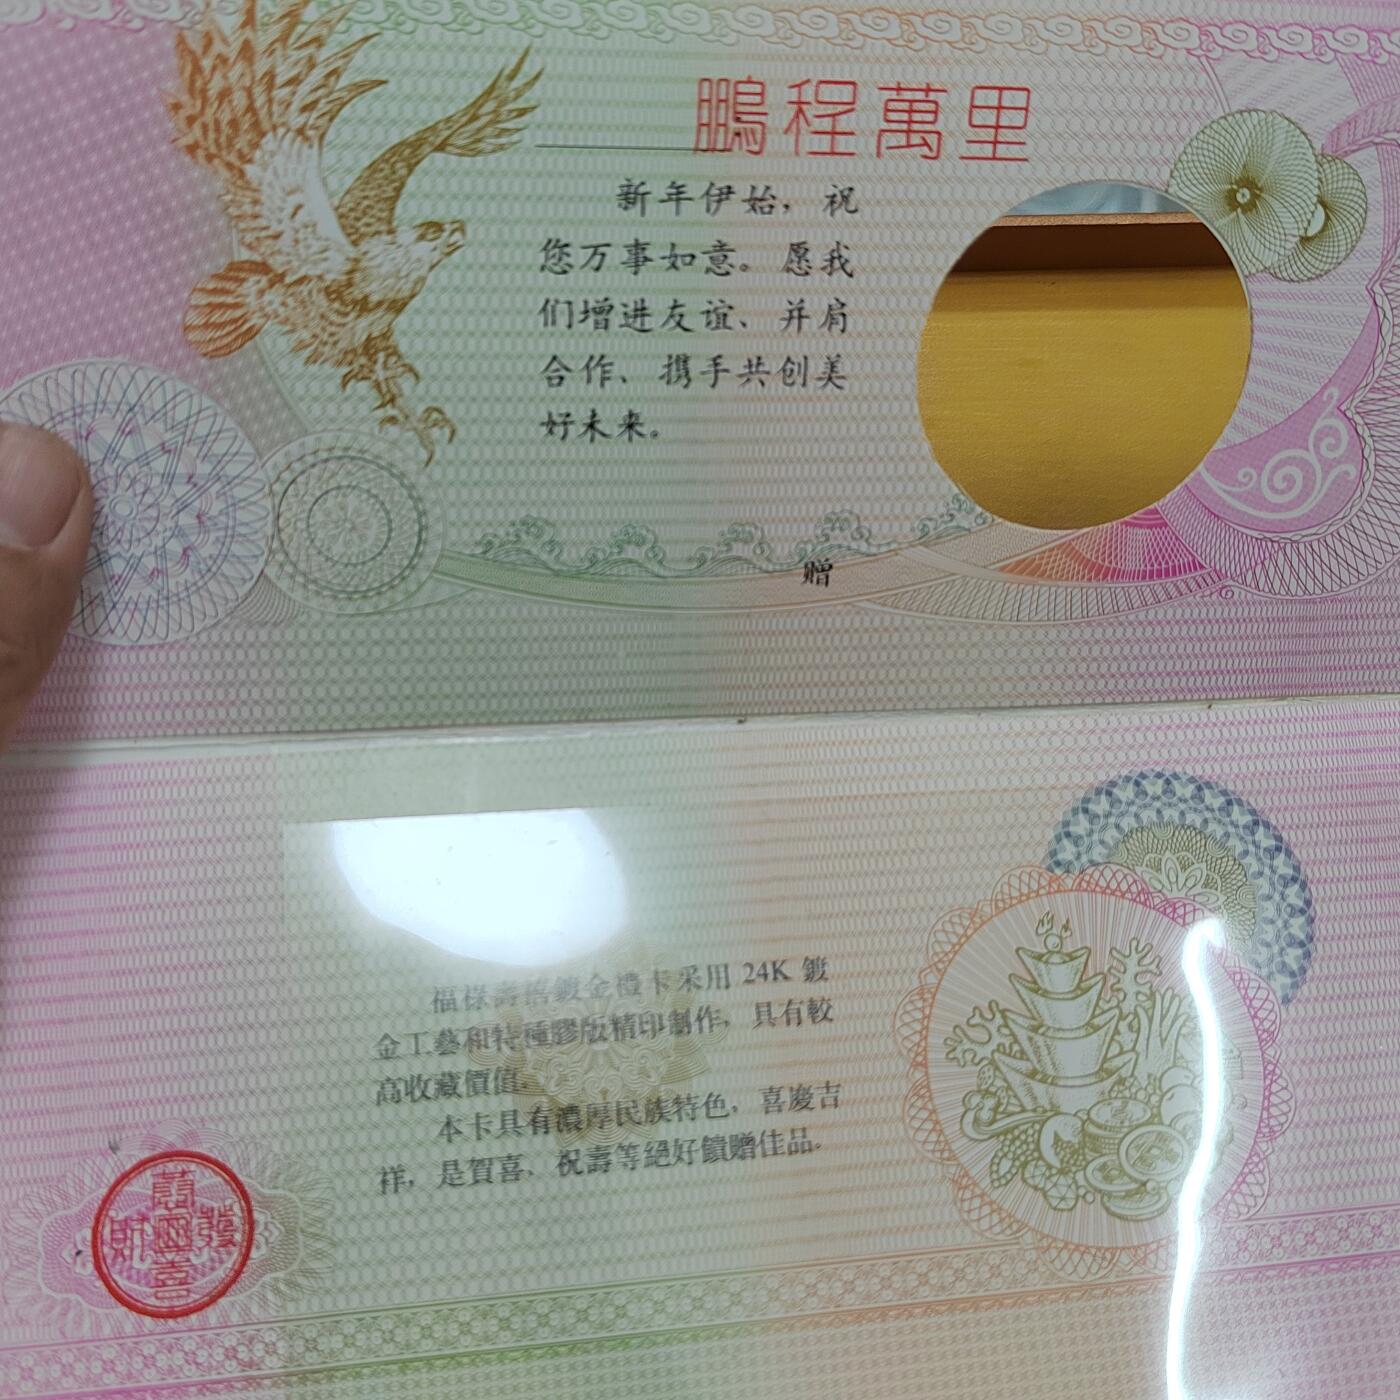 鵬程萬里
新年伊始，祝
您万事如意。愿我
们增进友谊、并肩
合作、携手共创美
好未来。
赠
福祿壽禧鍍金禮卡采用 24K 鍍
金工藝和特種膠版精印制作，具有較
高收藏價值。
本卡具有濃厚民族特色，喜慶吉
祥，是賀喜、祝壽等絕好饋贈佳品。
發財
喜